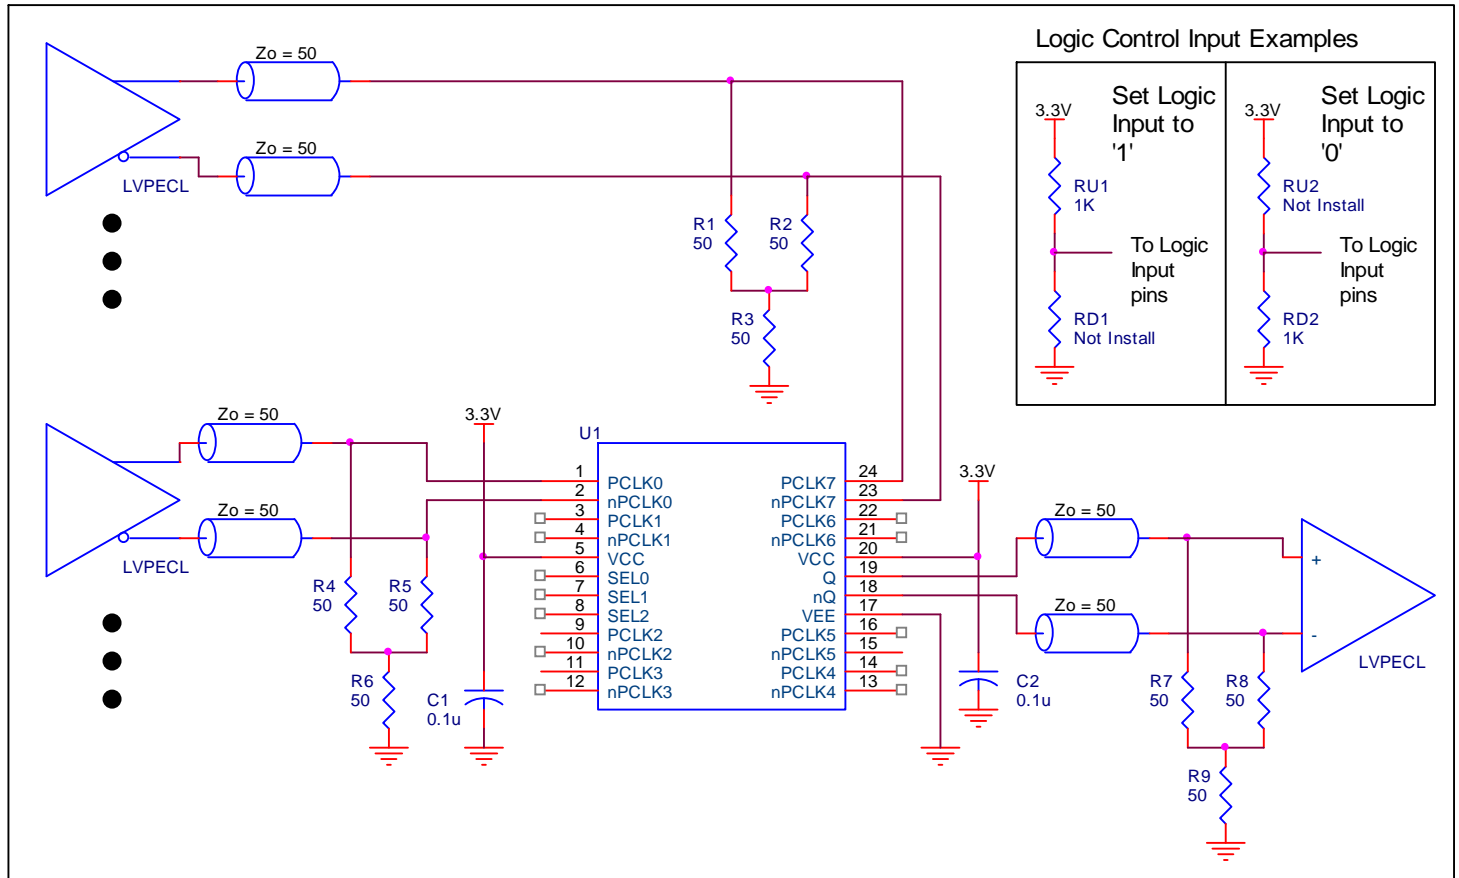 Logic Control Input Examples
Zo = 50
Zo = 50
LVPECL
3.3V
Set Logic
Input to
'1'
RU1
1K
To Logic
Input
pins
RD1
Not Install
3.3V
Set Logic
Input to
'0'
RU2
Not Install
To Logic
Input
pins
RD2
1K
R1
50
R2
50
R3
50
Zo = 50
Zo = 50
LVPECL
R4
50
R5
50
R6
50
3.3V
C1
0.1u
U1
1 PCLK0
2 nPCLK0
3 PCLK1
4 nPCLK1
5 VCC
6 SEL0
7 SEL1
8 SEL2
9 PCLK2
10 nPCLK2
11 PCLK3
12 nPCLK3
PCLK7 24
nPCLK7 23
PCLK6 22
nPCLK6 21
VCC 20
Q 19
nQ 18
VEE 17
PCLK5 16
nPCLK5 15
PCLK4 14
nPCLK4 13
3.3V
C2
0.1u
Zo = 50
Zo = 50
+
-
LVPECL
R7
50
R8
50
R9
50